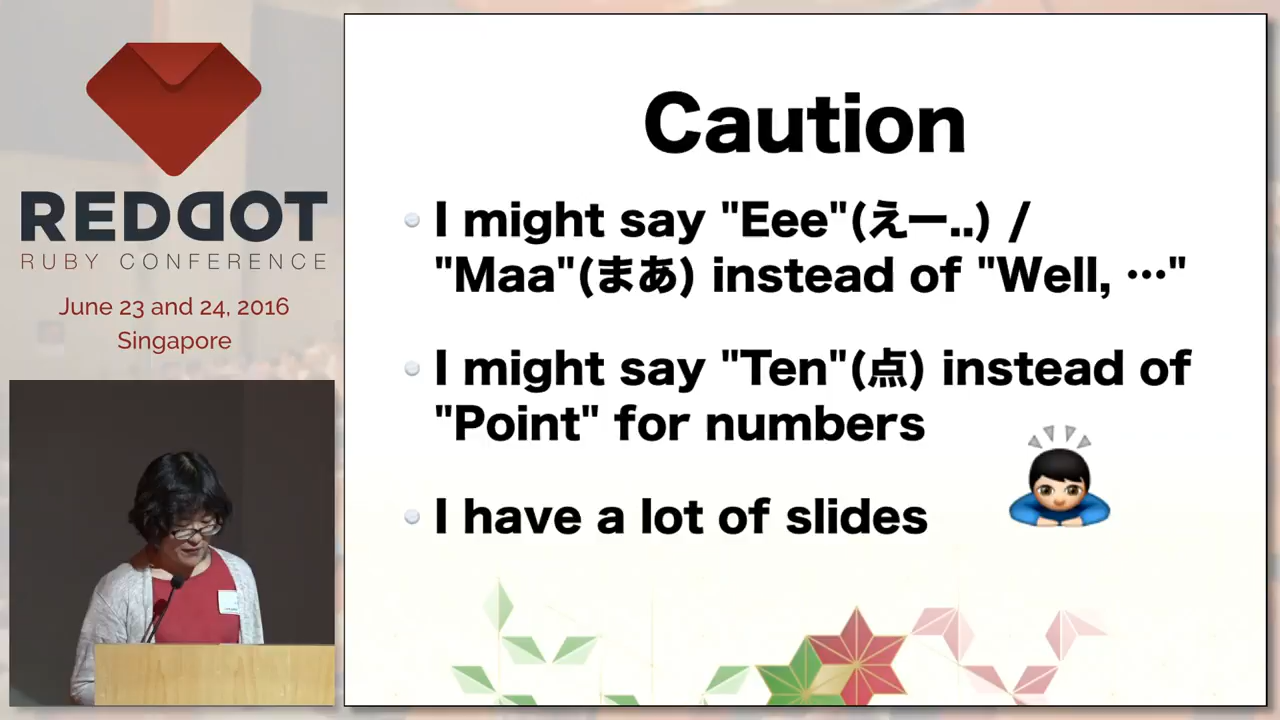 REDDOT
RUBY CONFERENCE
June 23 and 24, 2016
Singapore
Caution
I might say "Eee"(えー..) /
"Maa"(まあ) instead of "Well, …"
I might say "Ten"(点) instead of
"Point" for numbers
I have a lot of slides